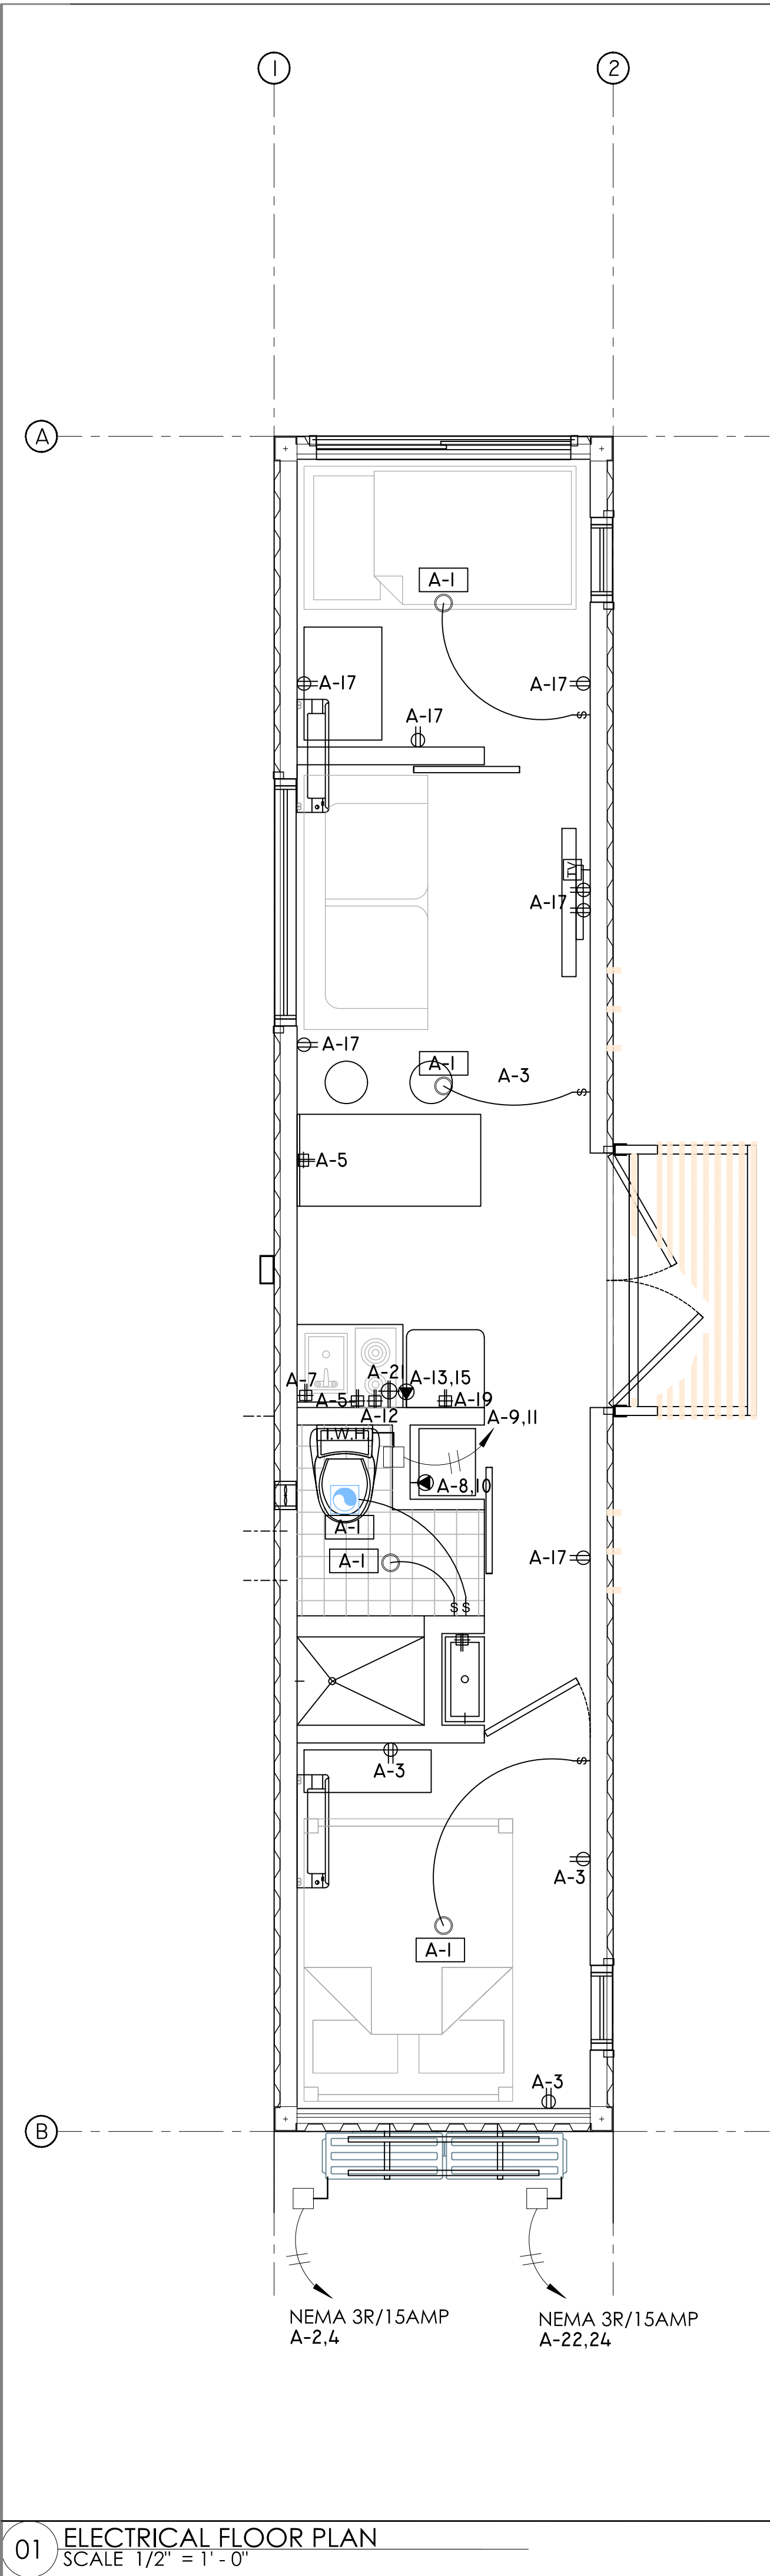 1 2
A
A-1
A-17 A-17
S
A-17
TV
A-17
A-17
A-1
A-3
S
A-5
A-7
A-21
A-13,15
A-5
A-19
A-12
A-9,11
I.W.H
A-8,10
A-1
A-1
A-17
S S
A-3
S
A-3
A-1
A-3
B
NEMA 3R/15AMP
A-2,4
NEMA 3R/15AMP
A-22,24
01 ELECTRICAL FLOOR PLAN
SCALE 1/2" = 1' - 0"